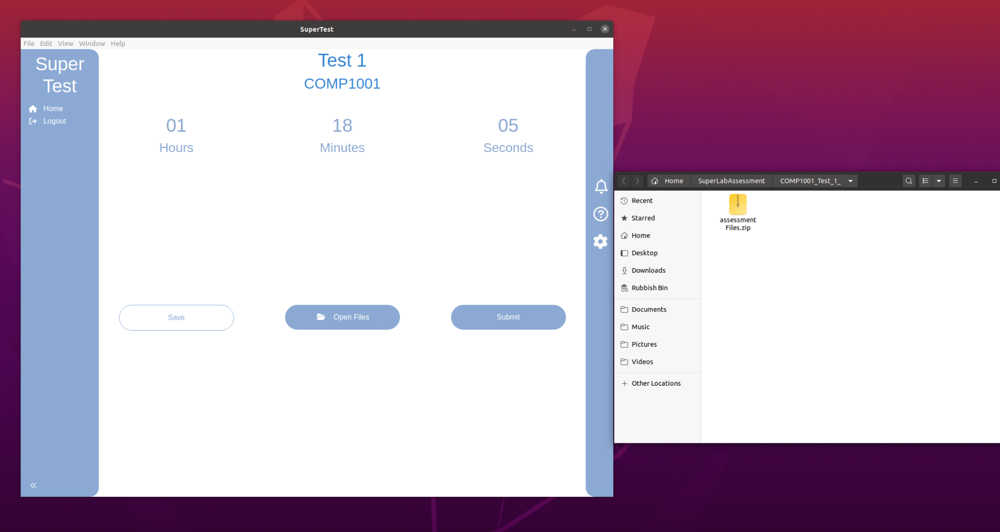 SuperTest
File Edit View Window Help
Super
Test
Home
Logout
Test 1
COMP1001
01
Hours
18
Minutes
05
Seconds
Save
Open Files
Submit
Home SuperLabAssessment COMP1001_Test_1_
Recent
Starred
Home
Desktop
Downloads
Rubbish Bin
Documents
Music
Pictures
Videos
Other Locations
assessment
Files.zip